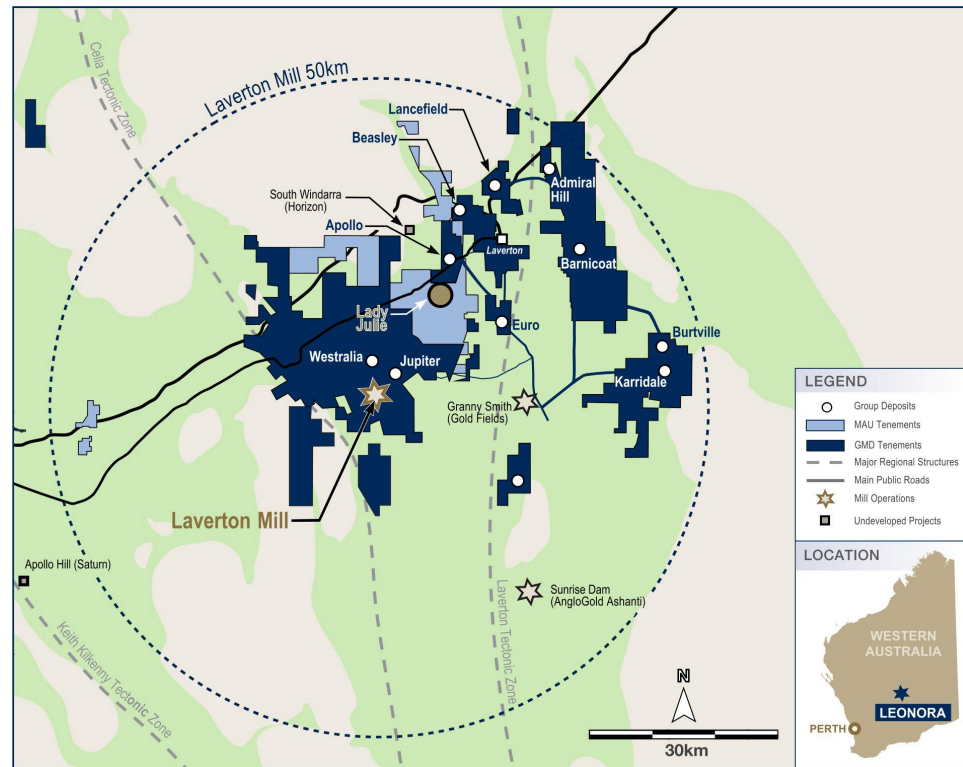 Celia Tectonic Zone
Laverton Mill 50km
Lancefield
Beasley
South Windarra
(Horizon)
Apollo
Admiral
Hill
Laverton
Barnicoat
Lady
Julie
Euro
Burtville
Westralia
Jupiter
Karridale
Granny Smith
(Gold Fields)
Laverton Mill
Apollo Hill (Saturn)
Sunrise Dam
(AngloGold Ashanti)
Keith Kilkenny Tectonic Zone
Laverton Tectonic Zone
N
30km
LEGEND
Group Deposits
MAU Tenements
GMD Tenements
Major Regional Structures
Main Public Roads
Mill Operations
Undeveloped Projects
LOCATION
WESTERN
AUSTRALIA
LEONORA
PERTH